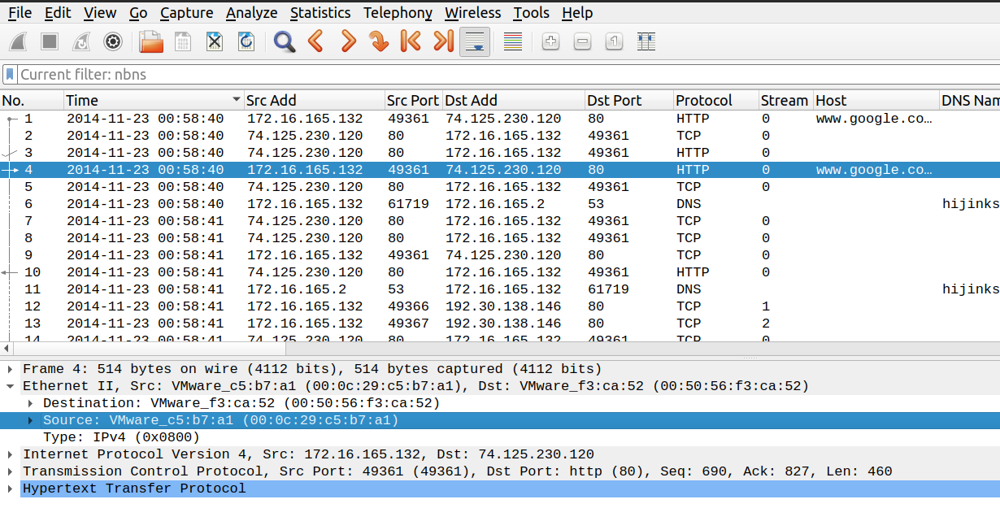 File Edit View Go Capture Analyze Statistics Telephony Wireless Tools Help
Current filter: nbns
No. Time Src Add Src Port Dst Add Dst Port Protocol Stream Host DNS Nam
1 2014-11-23 00:58:40 172.16.165.132 49361 74.125.230.120 80 HTTP 0 www.google.co…
2 2014-11-23 00:58:40 74.125.230.120 80 172.16.165.132 49361 TCP 0
3 2014-11-23 00:58:40 74.125.230.120 80 172.16.165.132 49361 HTTP 0
4 2014-11-23 00:58:40 172.16.165.132 49361 74.125.230.120 80 HTTP 0 www.google.co…
5 2014-11-23 00:58:40 74.125.230.120 80 172.16.165.132 49361 TCP 0
6 2014-11-23 00:58:40 172.16.165.132 61719 172.16.165.2 53 DNS hijinks
7 2014-11-23 00:58:41 74.125.230.120 80 172.16.165.132 49361 TCP 0
8 2014-11-23 00:58:41 74.125.230.120 80 172.16.165.132 49361 TCP 0
9 2014-11-23 00:58:41 172.16.165.132 49361 74.125.230.120 80 TCP 0
10 2014-11-23 00:58:41 74.125.230.120 80 172.16.165.132 49361 HTTP 0
11 2014-11-23 00:58:41 172.16.165.2 53 172.16.165.132 61719 DNS hijinks
12 2014-11-23 00:58:41 172.16.165.132 49366 192.30.138.146 80 TCP 1
13 2014-11-23 00:58:41 172.16.165.132 49367 192.30.138.146 80 TCP 2
14 2014-11-23 00:58:41 74.125.230.120 80 172.16.165.132 49361 TCP 0
Frame 4: 514 bytes on wire (4112 bits), 514 bytes captured (4112 bits)
Ethernet II, Src: VMware_c5:b7:a1 (00:0c:29:c5:b7:a1), Dst: VMware_f3:ca:52 (00:50:56:f3:ca:52)
Destination: VMware_f3:ca:52 (00:50:56:f3:ca:52)
Source: VMware_c5:b7:a1 (00:0c:29:c5:b7:a1)
Type: IPv4 (0x0800)
Internet Protocol Version 4, Src: 172.16.165.132, Dst: 74.125.230.120
Transmission Control Protocol, Src Port: 49361 (49361), Dst Port: http (80), Seq: 690, Ack: 827, Len: 460
Hypertext Transfer Protocol